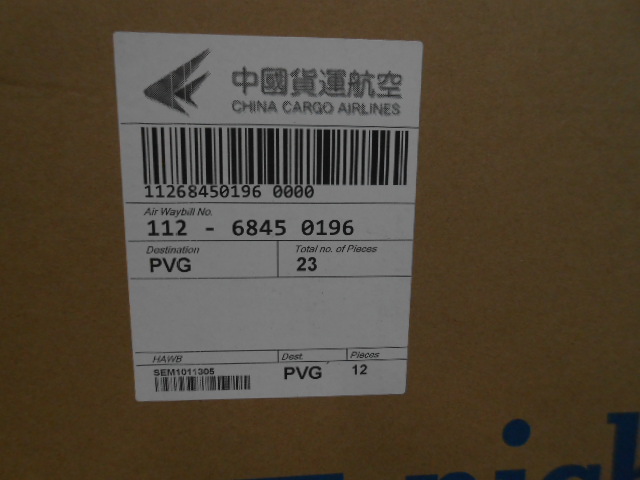 中國貨運航空
CHINA CARGO AIRLINES
11268450196 0000
Air Waybill No.
112 - 6845 0196
Destination
Total no. of Pieces
PVG
23
HAWB
Dest.
Pieces
SEM1011305
PVG
12